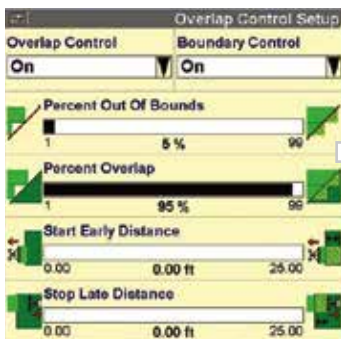 Overlap Control Setup
Overlap Control Boundary Control
On On
Percent Out Of Bounds
1 5 % 99
Percent Overlap
1 95 % 99
Start Early Distance
0.00 0.00 ft 25.00
Stop Late Distance
0.00 0.00 ft 25.00